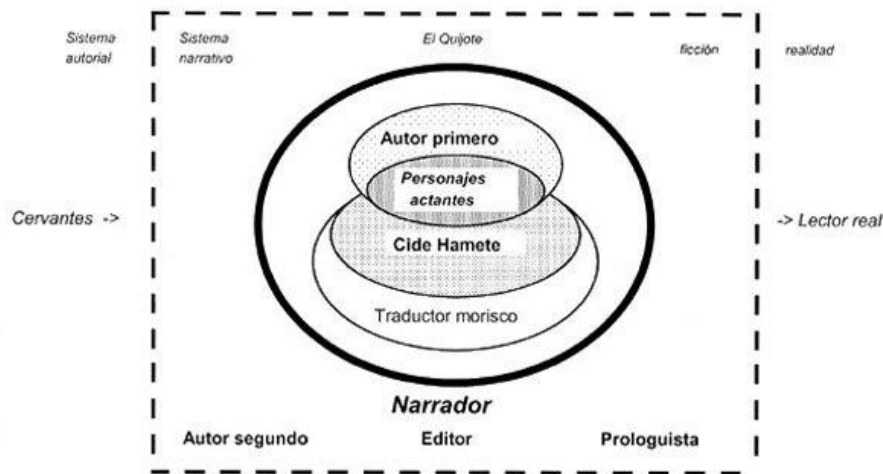 Sistema autorial
Sistema narrativo
El Quijote
ficción
realidad
Autor primero
Personajes actantes
Cervantes ->
-> Lector real
Cide Hamete
Traductor morisco
Narrador
Autor segundo
Editor
Prologuista